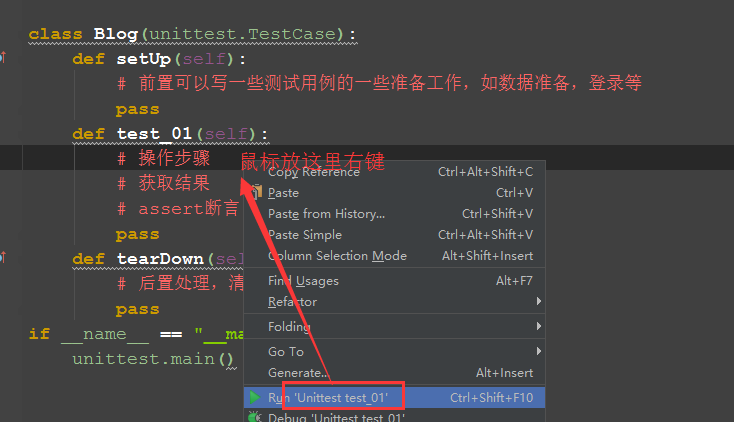 class Blog(unittest.TestCase):
def setUp(self):
# 前置可以写一些测试用例的一些准备工作，如数据准备，登录等
pass
def test_01(self):
# 操作步骤
鼠标放这里右键
# 获取结果
# assert断言
pass
def tearDown(se
# 后置处理，清
pass
if __name__ == "__ma
unittest.main()
Copy Reference Ctrl+Alt+Shift+C
Paste Ctrl+V
Paste from History... Ctrl+Shift+V
Paste Simple Ctrl+Alt+Shift+V
Column Selection Mode Alt+Shift+Insert
Find Usages Alt+F7
Refactor
Folding
Go To
Generate... Alt+Insert
Run 'Unittest test_01' Ctrl+Shift+F10
Debug 'Unittest test_01'